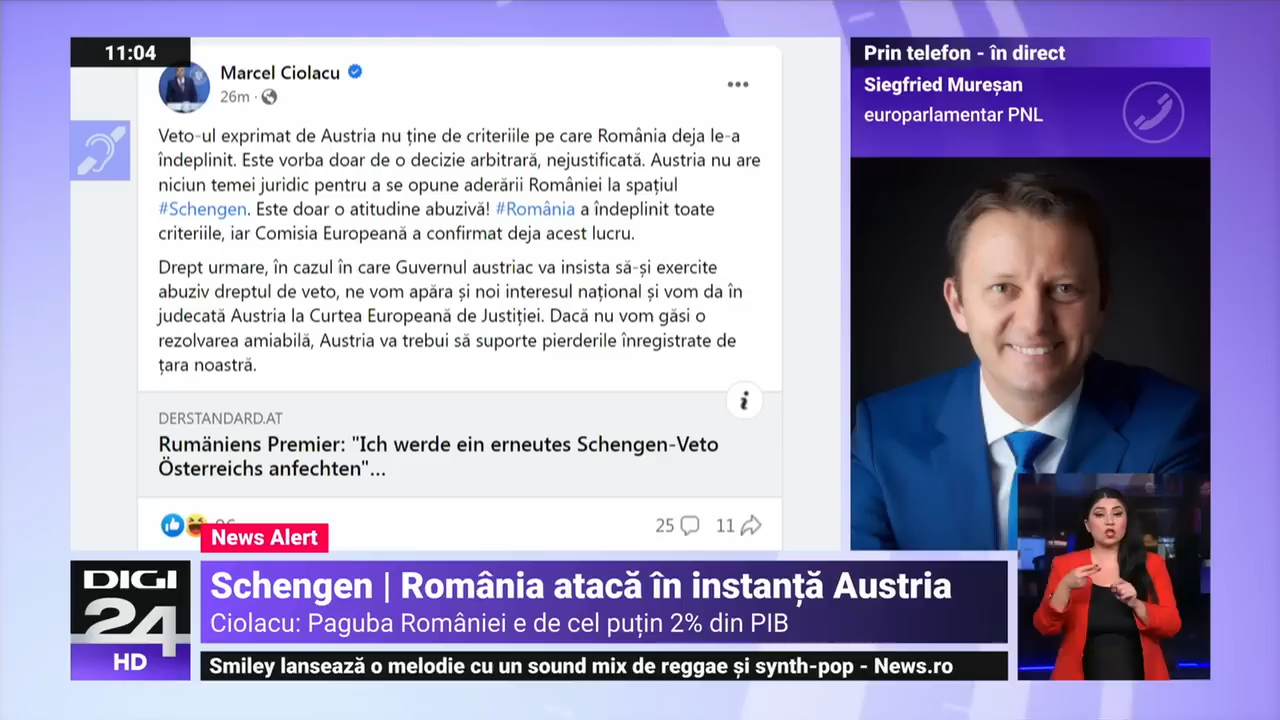 11:04
Marcel Ciolacu
26m ·
Veto-ul exprimat de Austria nu ține de criteriile pe care România deja le-a
îndeplinit. Este vorba doar de o decizie arbitrară, nejustificată. Austria nu are
niciun temei juridic pentru a se opune aderării României la spațiul
#Schengen. Este doar o atitudine abuzivă! #România a îndeplinit toate
criteriile, iar Comisia Europeană a confirmat deja acest lucru.
Drept urmare, în cazul în care Guvernul austriac va insista să-și exercite
abuziv dreptul de veto, ne vom apăra și noi interesul național și vom da în
judecată Austria la Curtea Europeană de Justiției. Dacă nu vom găsi o
rezolvarea amiabilă, Austria va trebui să suporte pierderile înregistrate de
țara noastră.
DERSTANDARD.AT
Rumäniens Premier: "Ich werde ein erneutes Schengen-Veto
Österreichs anfechten"...
25 11
Prin telefon - în direct
Siegfried Mureșan
europarlamentar PNL
News Alert
DIGI
24
HD
Schengen | România atacă în instanță Austria
Ciolacu: Paguba României e de cel puțin 2% din PIB
Smiley lansează o melodie cu un sound mix de reggae și synth-pop - News.ro